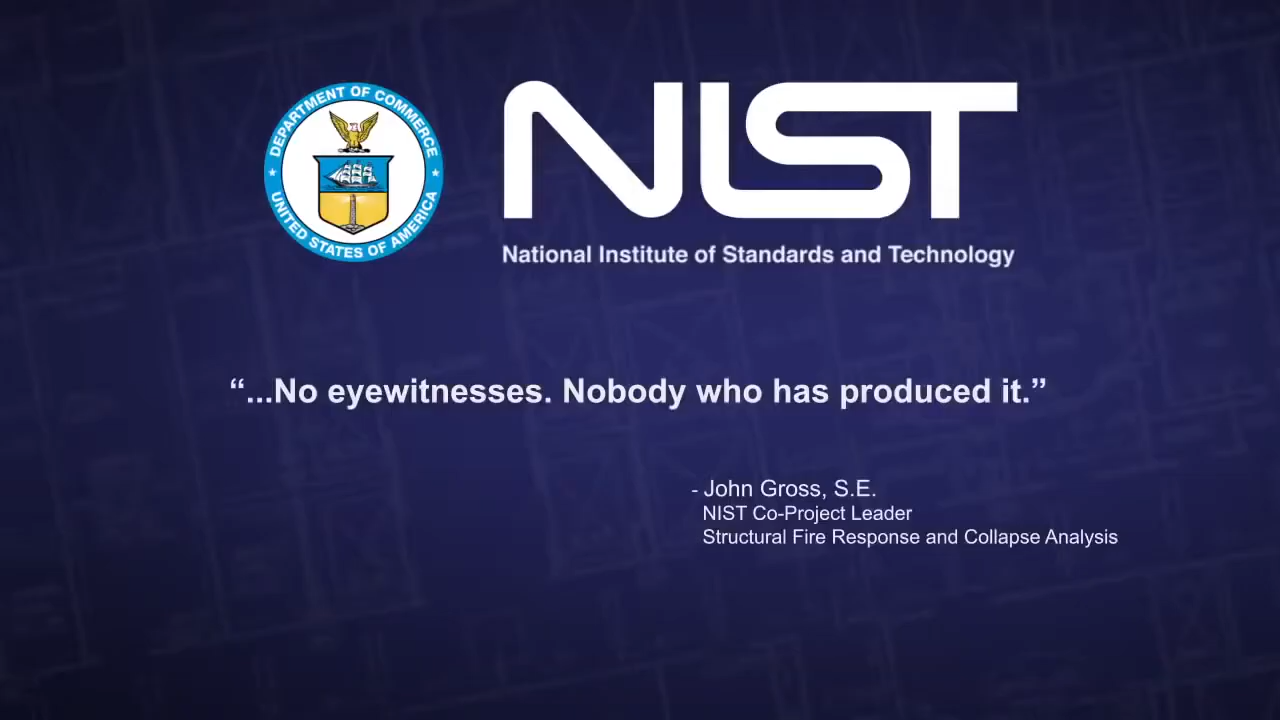 DEPARTMENT OF COMMERCE
UNITED STATES OF AMERICA
NIST
National Institute of Standards and Technology
“...No eyewitnesses. Nobody who has produced it.”
- John Gross, S.E.
NIST Co-Project Leader
Structural Fire Response and Collapse Analysis